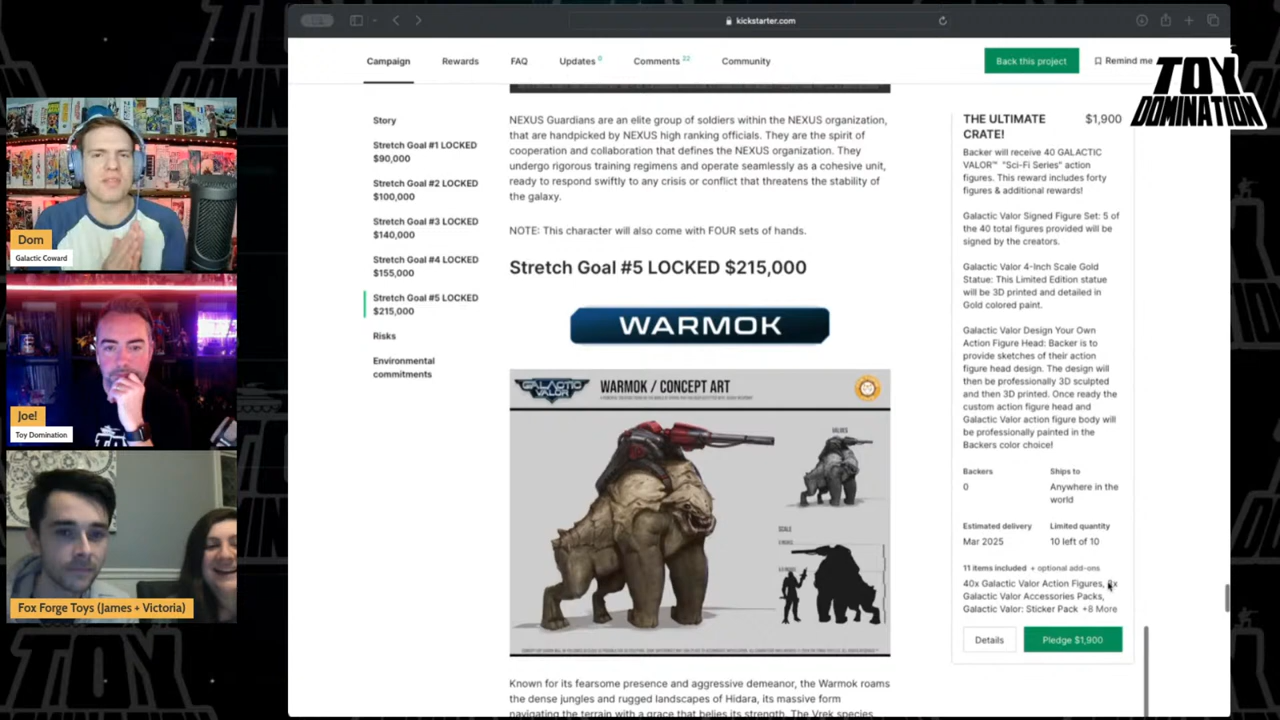 kickstarter.com
Campaign
Rewards
FAQ
Updates 0
Comments 22
Community
Back this project
Remind me
TOY
DOMINATION
Dom
Galactic Coward
Joe!
Toy Domination
Fox Forge Toys (James + Victoria)
Story
Stretch Goal #1 LOCKED
$90,000
Stretch Goal #2 LOCKED
$100,000
Stretch Goal #3 LOCKED
$140,000
Stretch Goal #4 LOCKED
$155,000
Stretch Goal #5 LOCKED
$215,000
Risks
Environmental
commitments
NEXUS Guardians are an elite group of soldiers within the NEXUS organization,
that are handpicked by NEXUS high ranking officials. They are the spirit of
cooperation and collaboration that defines the NEXUS organization. They
undergo rigorous training regimens and operate seamlessly as a cohesive unit,
ready to respond swiftly to any crisis or conflict that threatens the stability of
the galaxy.
NOTE: This character will also come with FOUR sets of hands.
Stretch Goal #5 LOCKED $215,000
WARMOK
GALACTIC
VALOR
WARMOK / CONCEPT ART
VALUES
SCALE
Known for its fearsome presence and aggressive demeanor, the Warmok roams
the dense jungles and rugged landscapes of Hidara, its massive form
navigating the terrain with a grace that belies its strength. The Vrek species
THE ULTIMATE $1,900
CRATE!
Backer will receive 40 GALACTIC
VALOR™ "Sci-Fi Series" action
figures. This reward includes forty
figures & additional rewards!
Galactic Valor Signed Figure Set: 5 of
the 40 total figures provided will be
signed by the creators.
Galactic Valor 4-Inch Scale Gold
Statue: This Limited Edition statue
will be 3D printed and detailed in
Gold colored paint.
Galactic Valor Design Your Own
Action Figure Head: Backer is to
provide sketches of their action
figure head design. The design will
then be professionally 3D sculpted
and then 3D printed. Once ready the
custom action figure head and
Galactic Valor action figure body will
be professionally painted in the
Backers color choice!
Backers Ships to
0 Anywhere in the
world
Estimated delivery Limited quantity
Mar 2025 10 left of 10
11 items included + optional add-ons
40x Galactic Valor Action Figures,
Galactic Valor Accessories Packs,
Galactic Valor: Sticker Pack +8 More
Details
Pledge $1,900